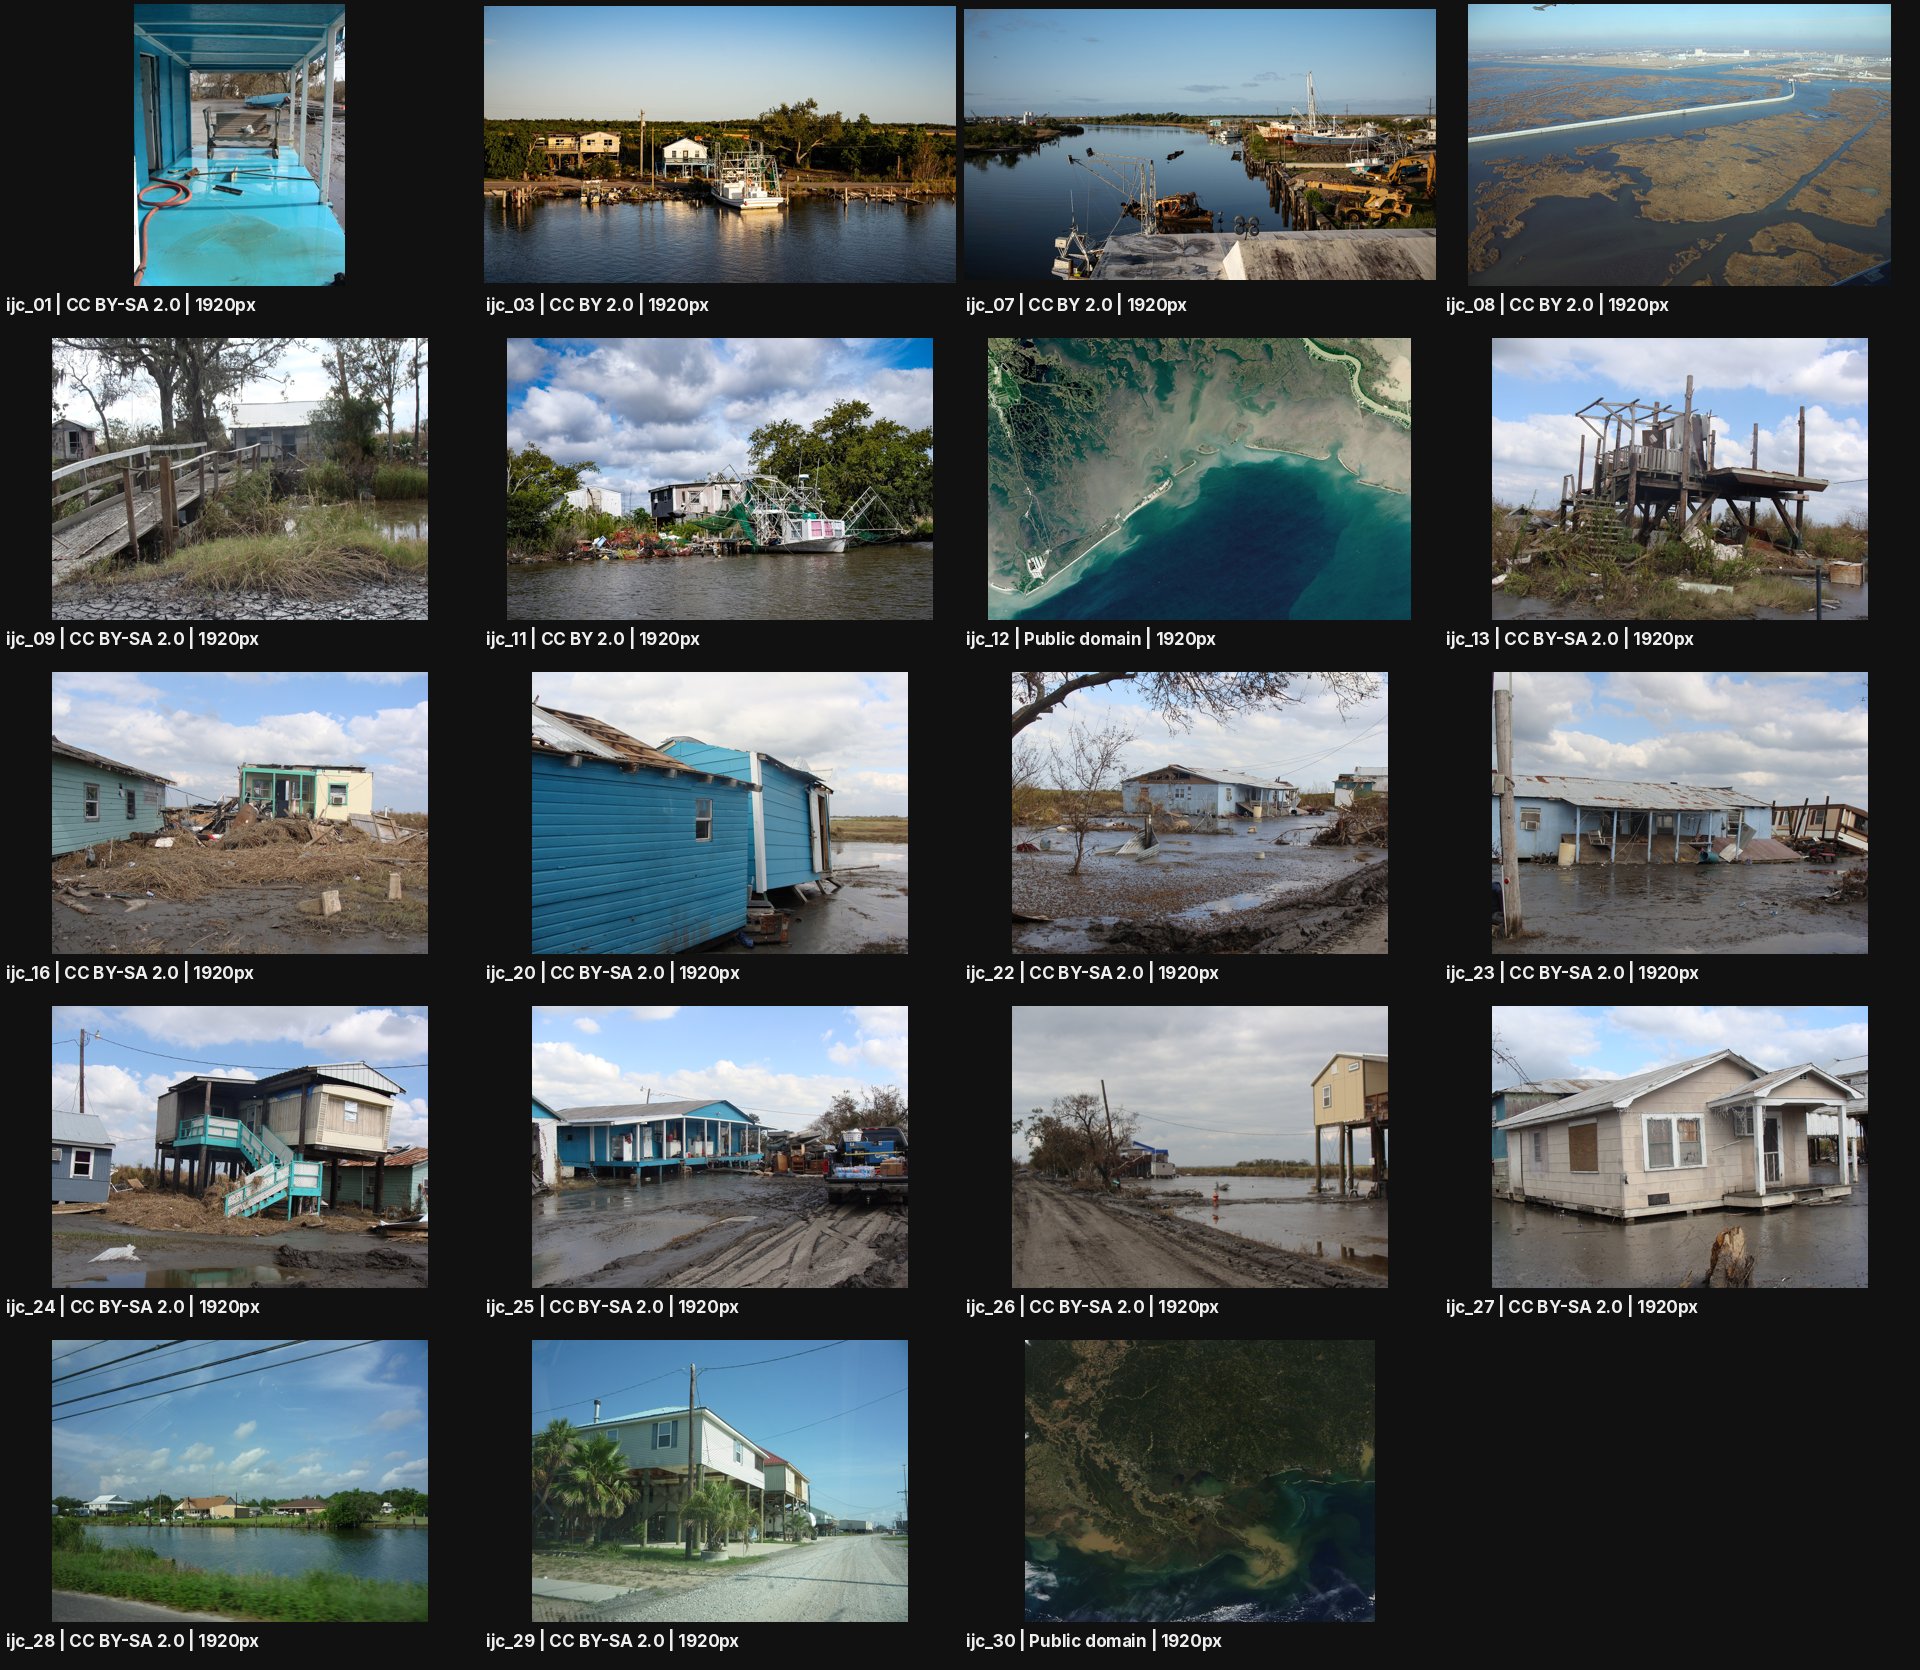 ijc_01 | CC BY-SA 2.0 | 1920px
ijc_03 | CC BY 2.0 | 1920px
ijc_07 | CC BY 2.0 | 1920px
ijc_08 | CC BY 2.0 | 1920px
ijc_09 | CC BY-SA 2.0 | 1920px
ijc_11 | CC BY 2.0 | 1920px
ijc_12 | Public domain | 1920px
ijc_13 | CC BY-SA 2.0 | 1920px
ijc_16 | CC BY-SA 2.0 | 1920px
ijc_20 | CC BY-SA 2.0 | 1920px
ijc_22 | CC BY-SA 2.0 | 1920px
ijc_23 | CC BY-SA 2.0 | 1920px
ijc_24 | CC BY-SA 2.0 | 1920px
ijc_25 | CC BY-SA 2.0 | 1920px
ijc_26 | CC BY-SA 2.0 | 1920px
ijc_27 | CC BY-SA 2.0 | 1920px
ijc_28 | CC BY-SA 2.0 | 1920px
ijc_29 | CC BY-SA 2.0 | 1920px
ijc_30 | Public domain | 1920px